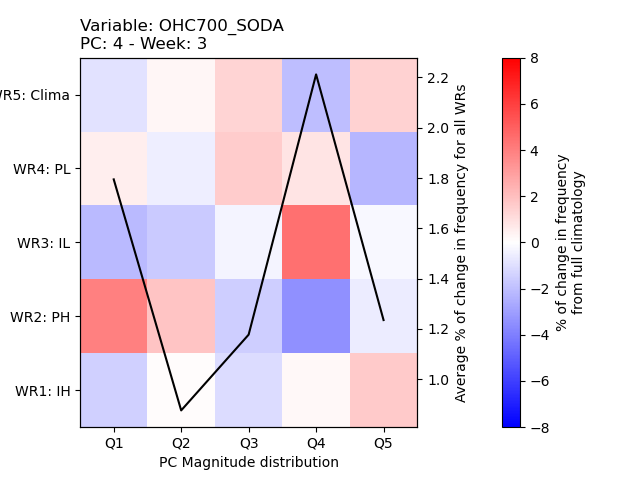 Variable: OHC700_SODA
PC: 4 - Week: 3
WR5: Clima
WR4: PL
WR3: IL
WR2: PH
WR1: IH
Q1 Q2 Q3 Q4 Q5
PC Magnitude distribution
2.2
2.0
1.8
1.6
1.4
1.2
1.0
Average % of change in frequency for all WRs
8
6
4
2
0
−2
−4
−6
−8
% of change in frequency
from full climatology